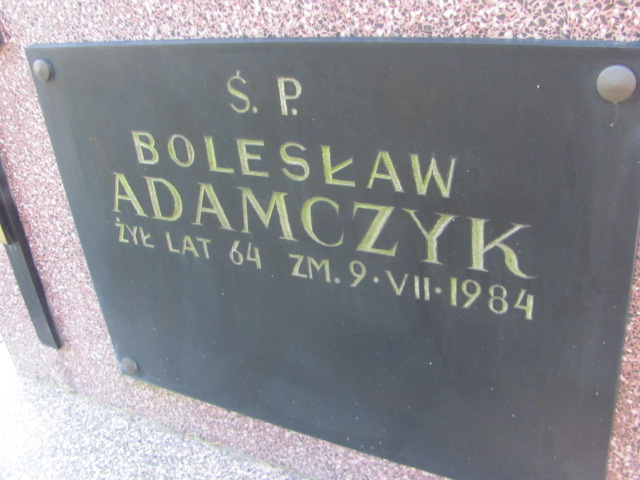 Ś. P.
BOLESŁAW
ADAMCZYK
ŻYŁ LAT 64 ZM. 9·VII·1984